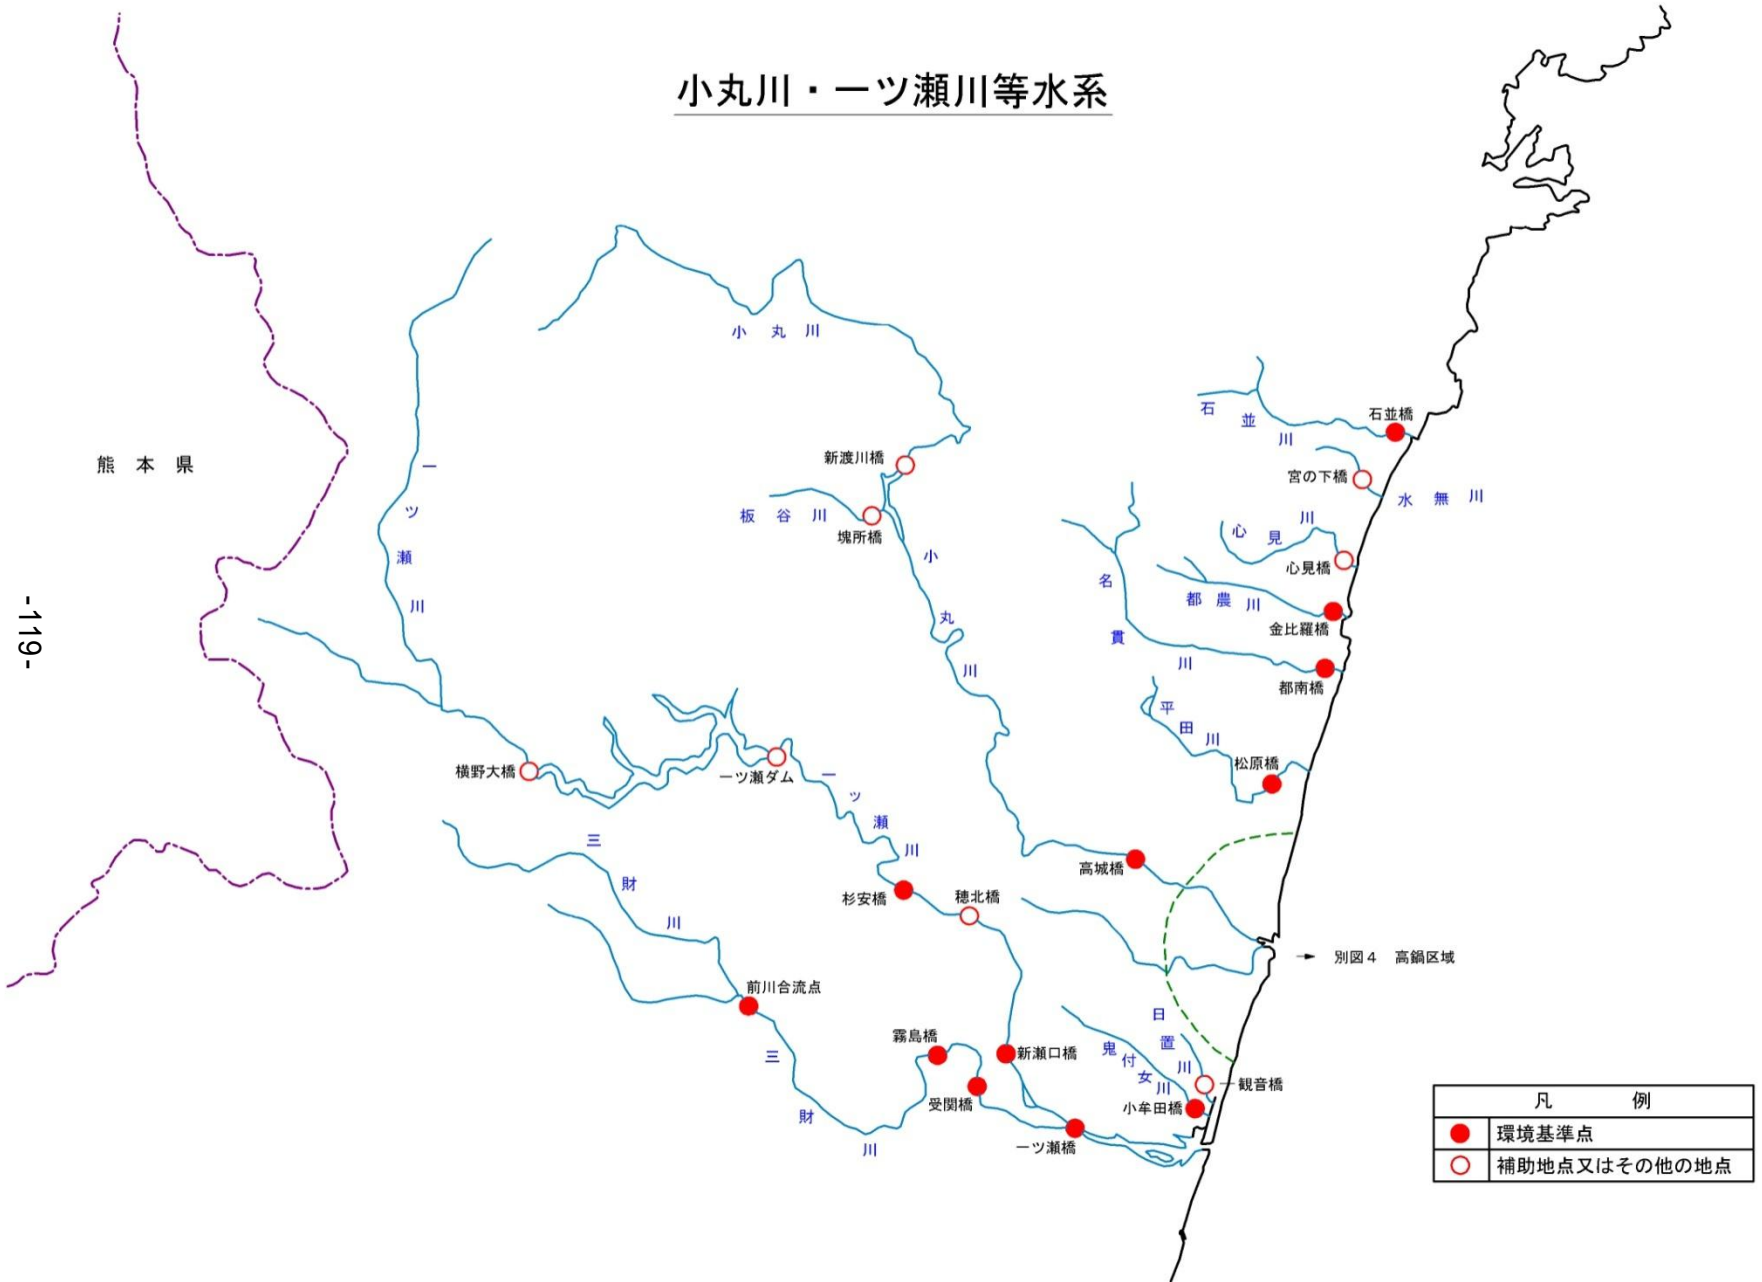 小丸川・一ツ瀬川等水系
小丸川
石並川
石並橋
熊本県
一ツ瀬川
新渡川橋
宮の下橋
水無川
板谷川
塊所橋
心見川
心見橋
小丸川
名貫川
都農川
金比羅橋
都南橋
平田川
松原橋
-119-
横野大橋
一ツ瀬ダム
一ツ瀬川
三財川
高城橋
杉安橋
穂北橋
別図4 高鍋区域
前川合流点
日置川
鬼付女川
霧島橋
新瀬口橋
三財川
受関橋
観音橋
小牟田橋
一ツ瀬橋
凡例
環境基準点
補助地点又はその他の地点